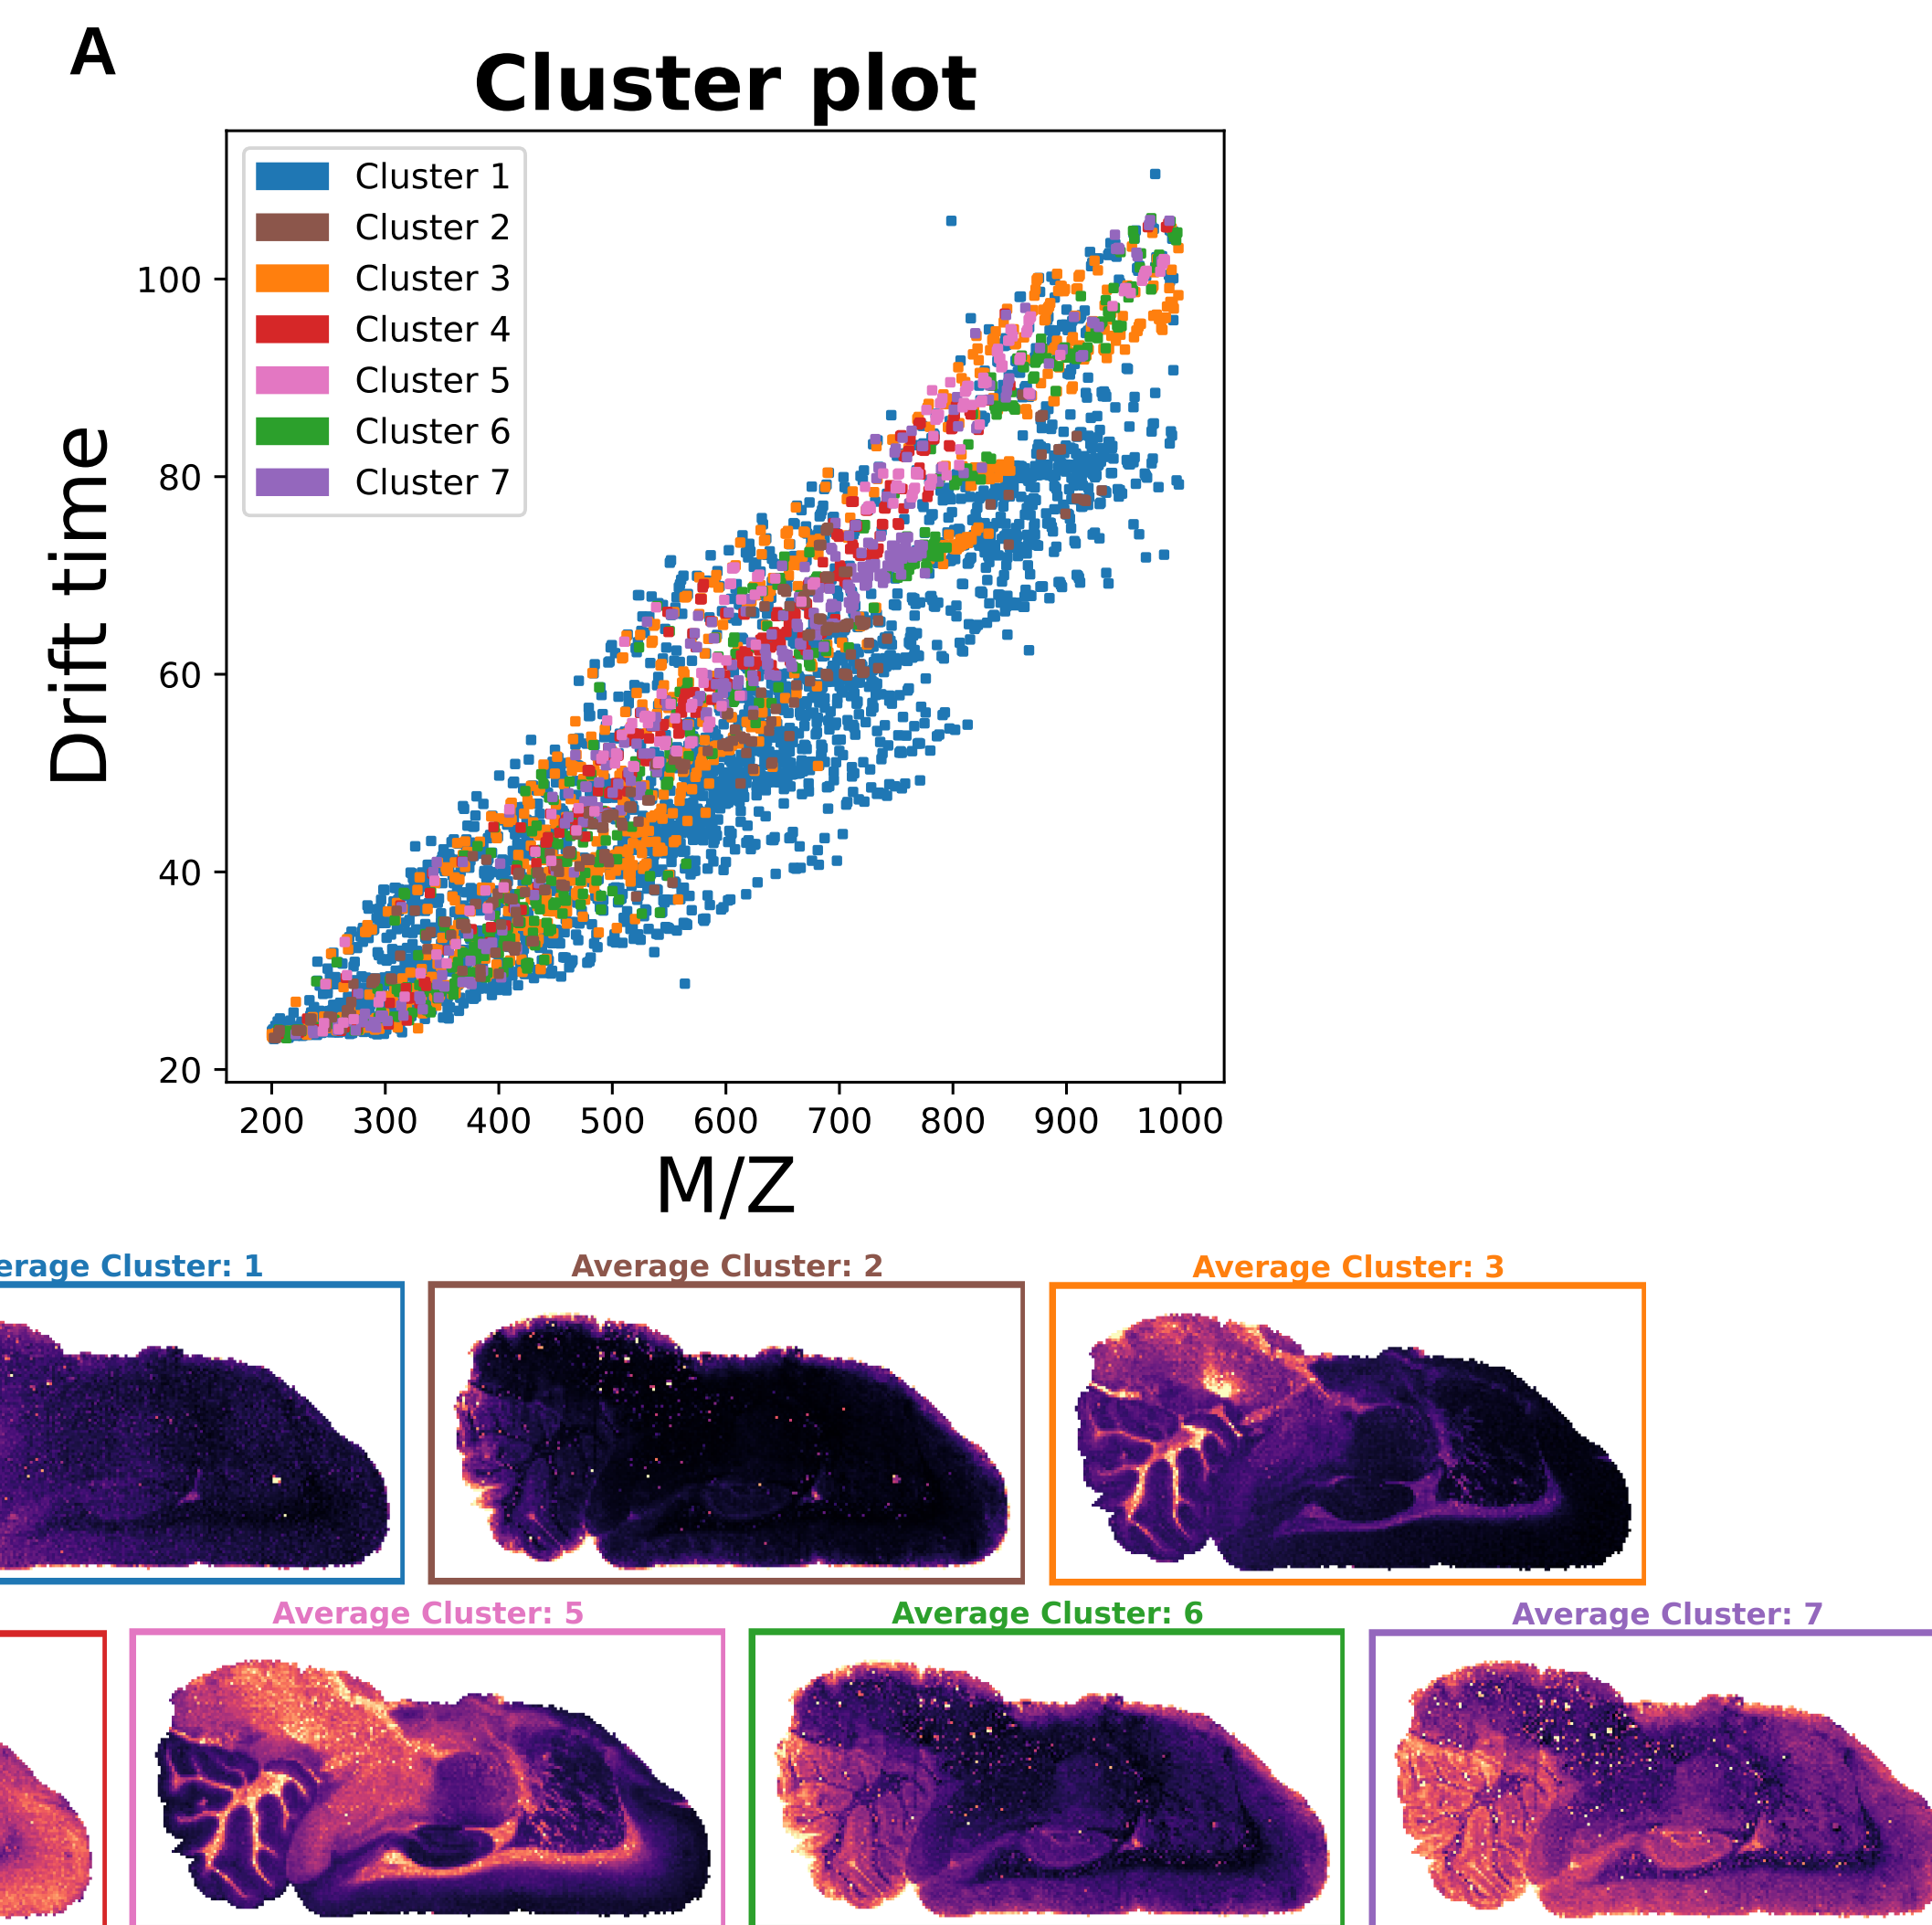 A
Cluster plot
Cluster 1
Cluster 2
Cluster 3
Cluster 4
Cluster 5
Cluster 6
Cluster 7
Drift time
100
80
60
40
20
200 300 400 500 600 700 800 900 1000
M/Z
erage Cluster: 1
Average Cluster: 2
Average Cluster: 3
Average Cluster: 5
Average Cluster: 6
Average Cluster: 7